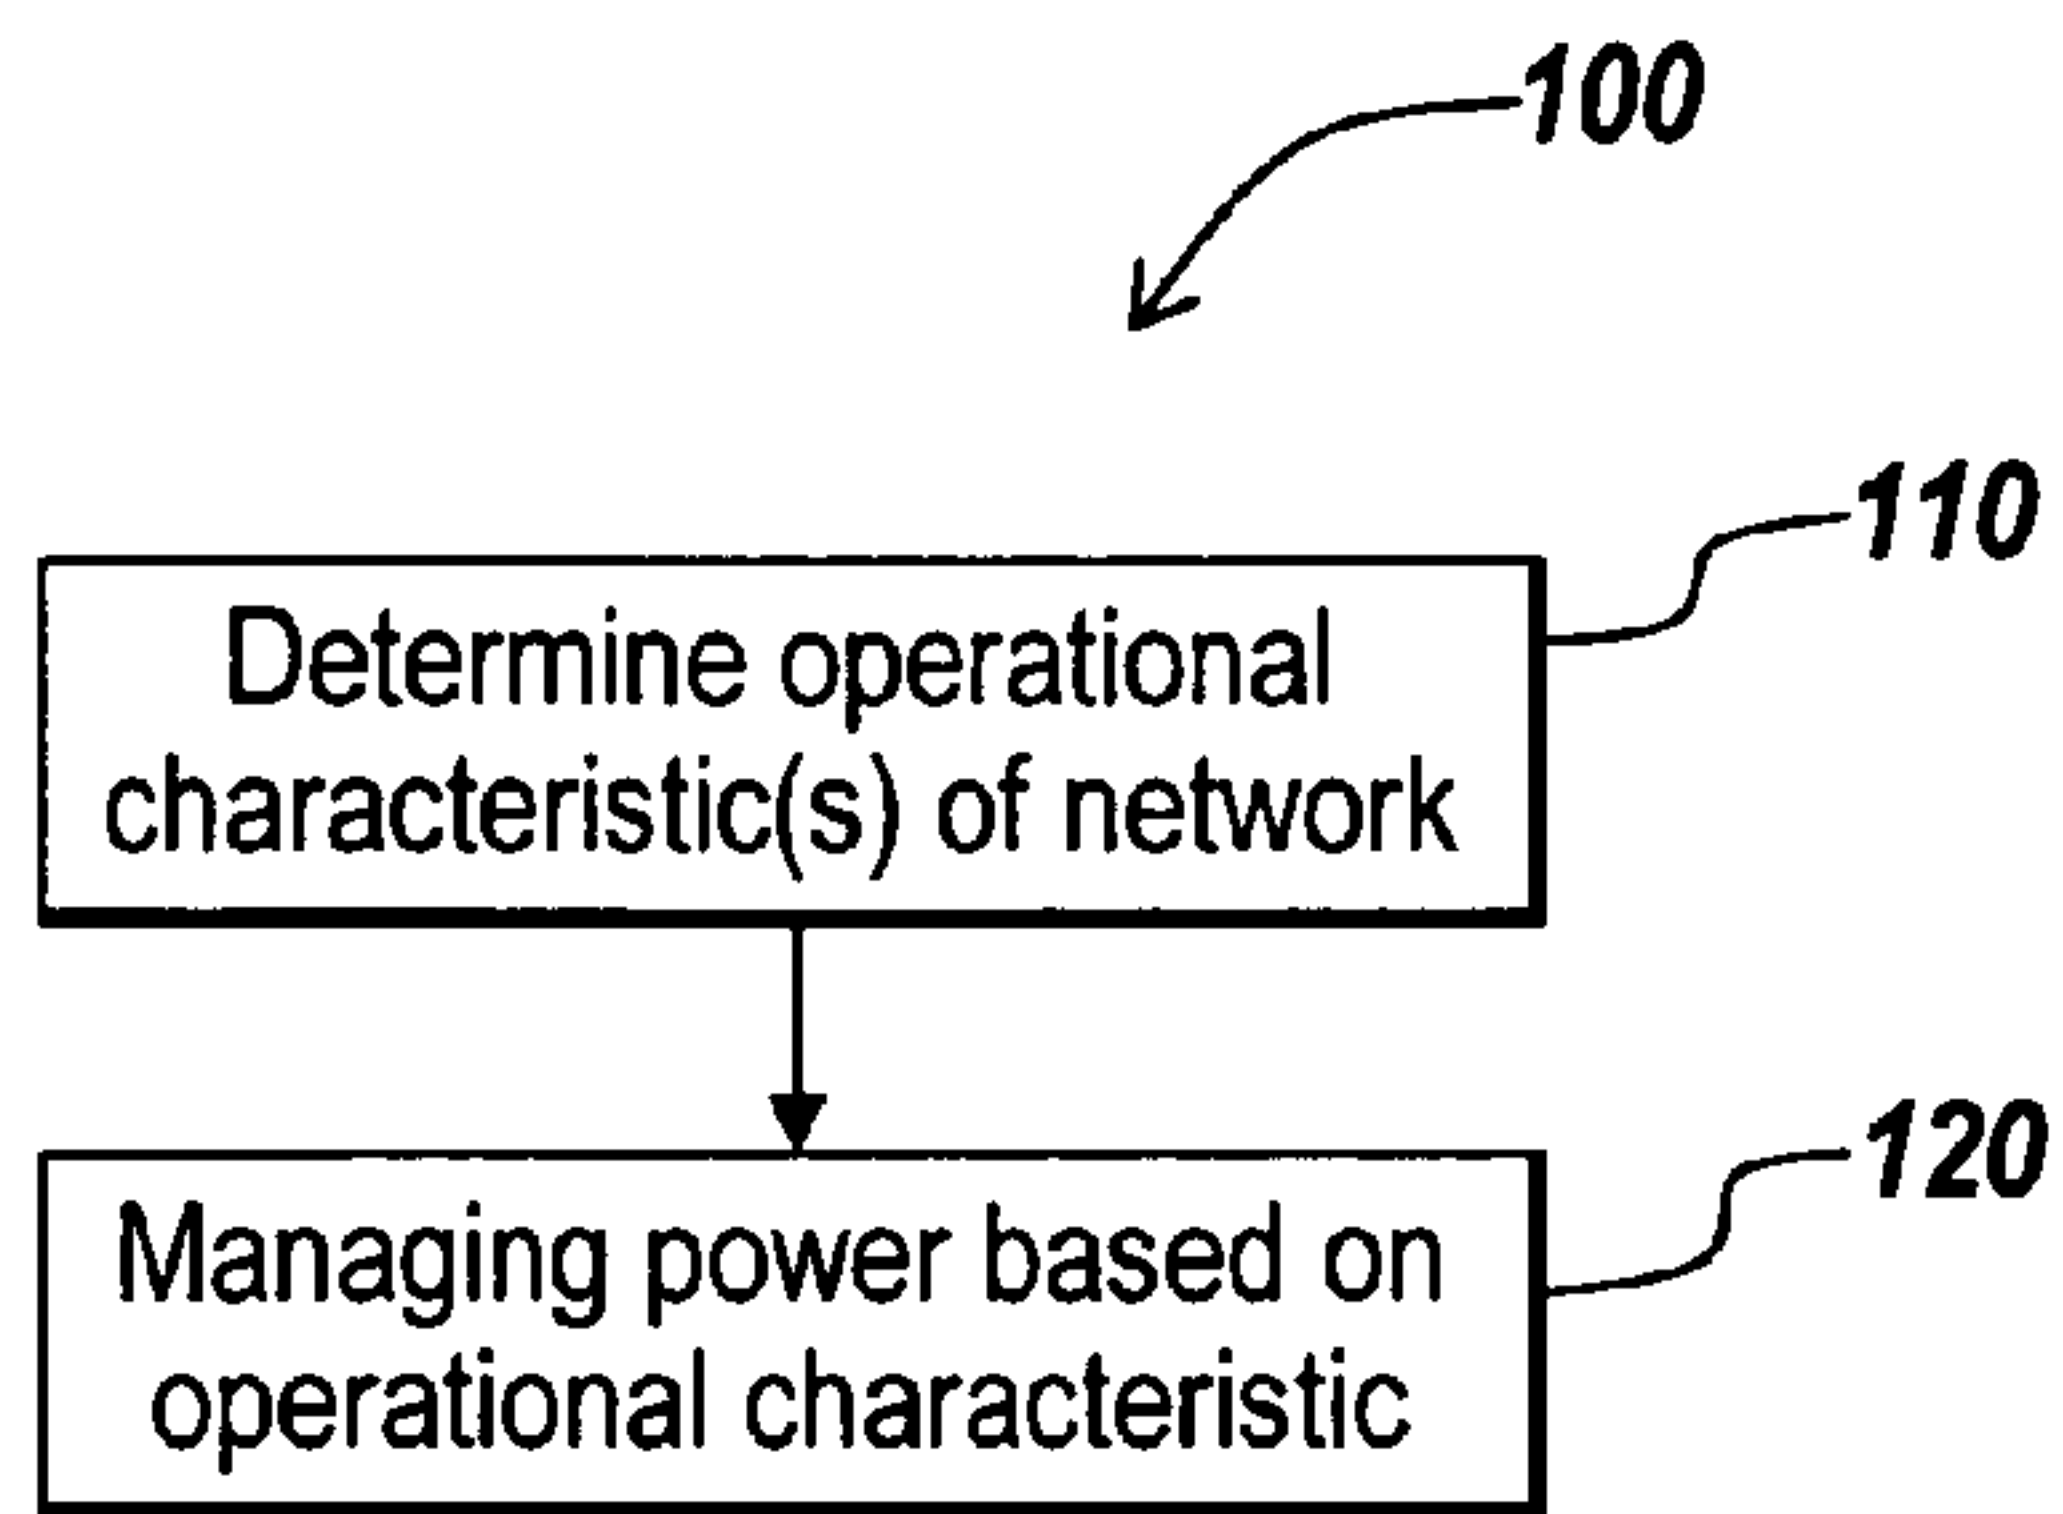 100
110
Determine operational
characteristic(s) of network
120
Managing power based on
operational characteristic